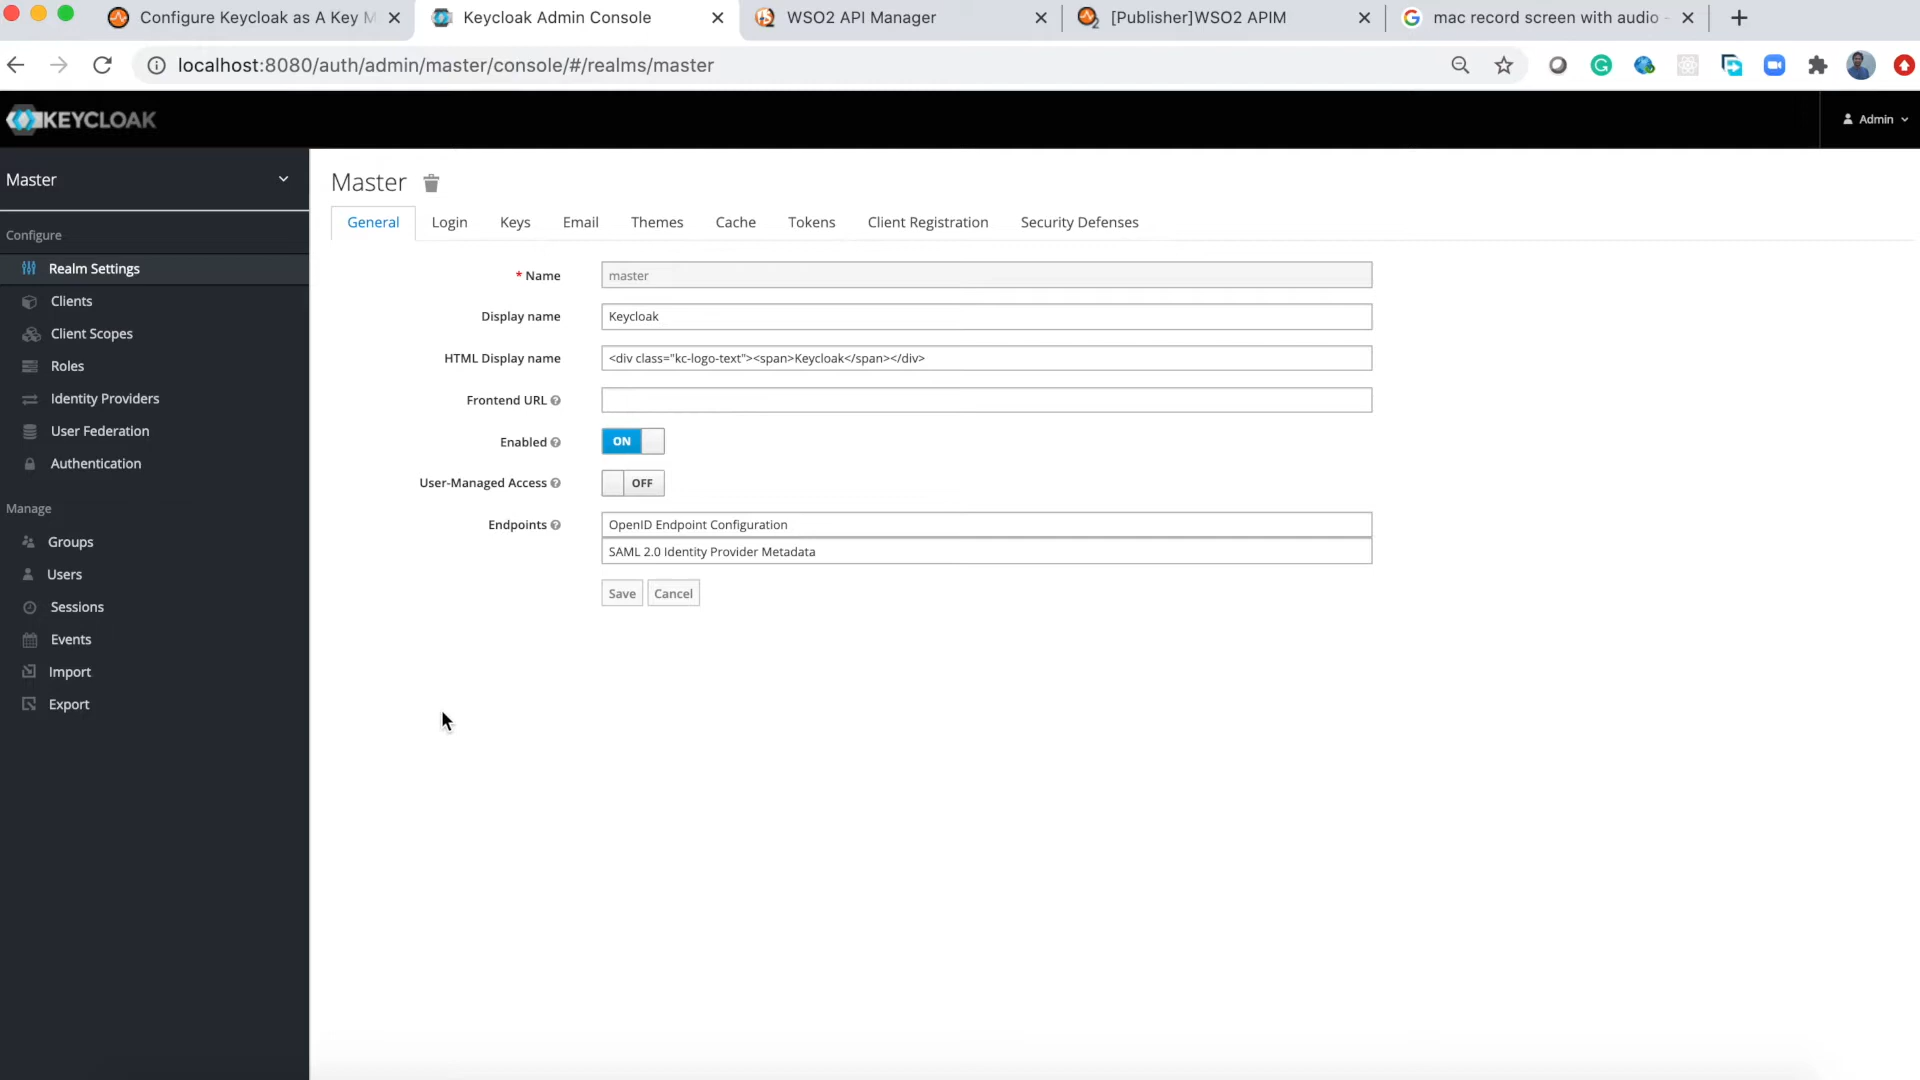 Configure Keycloak as A Key M
Keycloak Admin Console
WSO2 API Manager
[Publisher]WSO2 APIM
mac record screen with audio -
localhost:8080/auth/admin/master/console/#/realms/master
KEYCLOAK
Admin
Master
Configure
Realm Settings
Clients
Client Scopes
Roles
Identity Providers
User Federation
Authentication
Manage
Groups
Users
Sessions
Events
Import
Export
Master
General Login Keys Email Themes Cache Tokens Client Registration Security Defenses
* Name master
Display name Keycloak
HTML Display name <div class="kc-logo-text"><span>Keycloak</span></div>
Frontend URL
Enabled ON
User-Managed Access OFF
Endpoints OpenID Endpoint Configuration
SAML 2.0 Identity Provider Metadata
Save Cancel